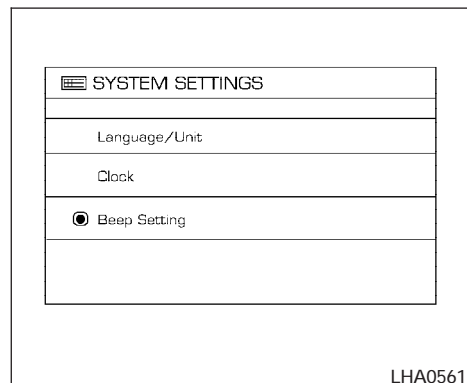 SYSTEM SETTINGS
Language/Unit
Clock
Beep Setting
LHA0561